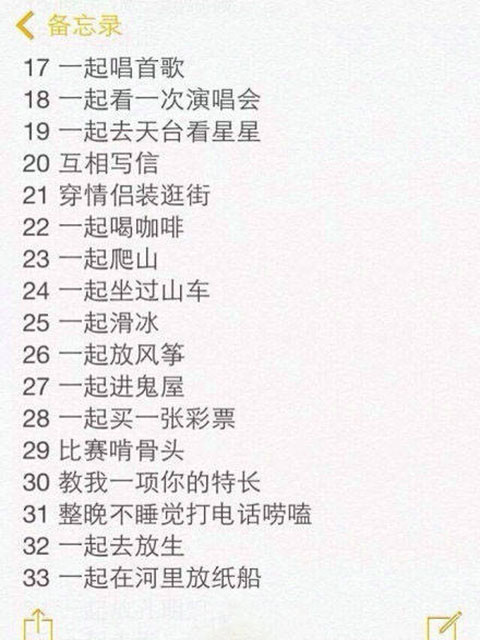 备忘录
17 一起唱首歌
18 一起看一次演唱会
19 一起去天台看星星
20 互相写信
21 穿情侣装逛街
22 一起喝咖啡
23 一起爬山
24 一起坐过山车
25 一起滑冰
26 一起放风筝
27 一起进鬼屋
28 一起买一张彩票
29 比赛啃骨头
30 教我一项你的特长
31 整晚不睡觉打电话唠嗑
32 一起去放生
33 一起在河里放纸船